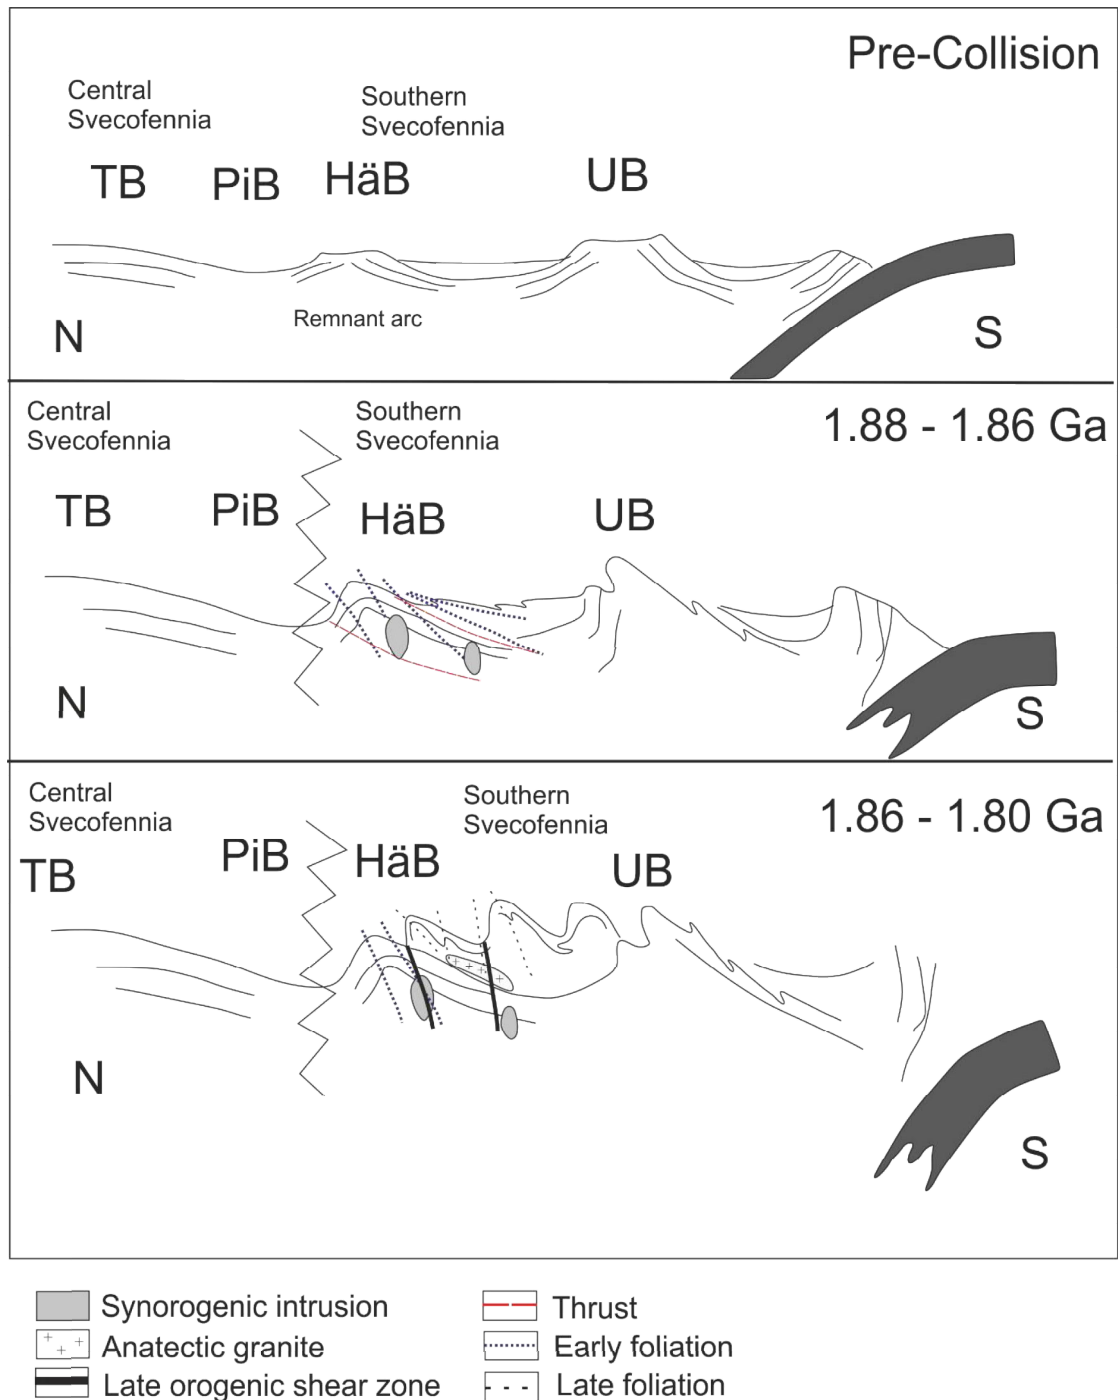 Pre-Collision
Central
Svecofennia
Southern
Svecofennia
TB
PiB
HäB
UB
Remnant arc
N
S
Central
Svecofennia
Southern
Svecofennia
1.88 - 1.86 Ga
TB
PiB
HäB
UB
N
S
Central
Svecofennia
Southern
Svecofennia
1.86 - 1.80 Ga
TB
PiB
HäB
UB
N
S
Synorogenic intrusion
Anatectic granite
Late orogenic shear zone
Thrust
Early foliation
Late foliation